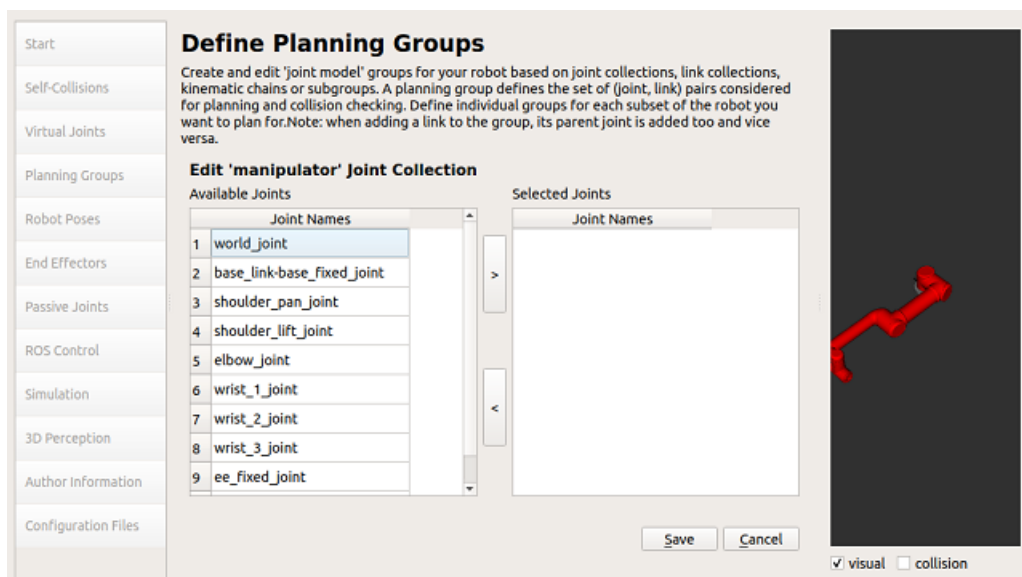 Start
Self-Collisions
Virtual Joints
Planning Groups
Robot Poses
End Effectors
Passive Joints
ROS Control
Simulation
3D Perception
Author Information
Configuration Files
Define Planning Groups
Create and edit 'joint model' groups for your robot based on joint collections, link collections,
kinematic chains or subgroups. A planning group defines the set of (joint, link) pairs considered
for planning and collision checking. Define individual groups for each subset of the robot you
want to plan for.Note: when adding a link to the group, its parent joint is added too and vice
versa.
Edit 'manipulator' Joint Collection
Available Joints
Joint Names
1 world_joint
2 base_link-base_fixed_joint
3 shoulder_pan_joint
4 shoulder_lift_joint
5 elbow_joint
6 wrist_1_joint
7 wrist_2_joint
8 wrist_3_joint
9 ee_fixed_joint
>
<
Selected Joints
Joint Names
Save Cancel
visual collision